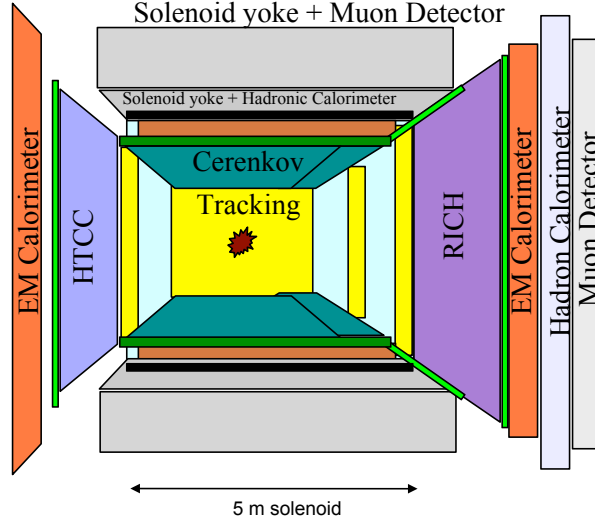 Solenoid yoke + Muon Detector
Solenoid yoke + Hadronic Calorimeter
Cerenkov
Tracking
EM Calorimeter
HTCC
RICH
EM Calorimeter
Hadron Calorimeter
Muon Detector
5 m solenoid